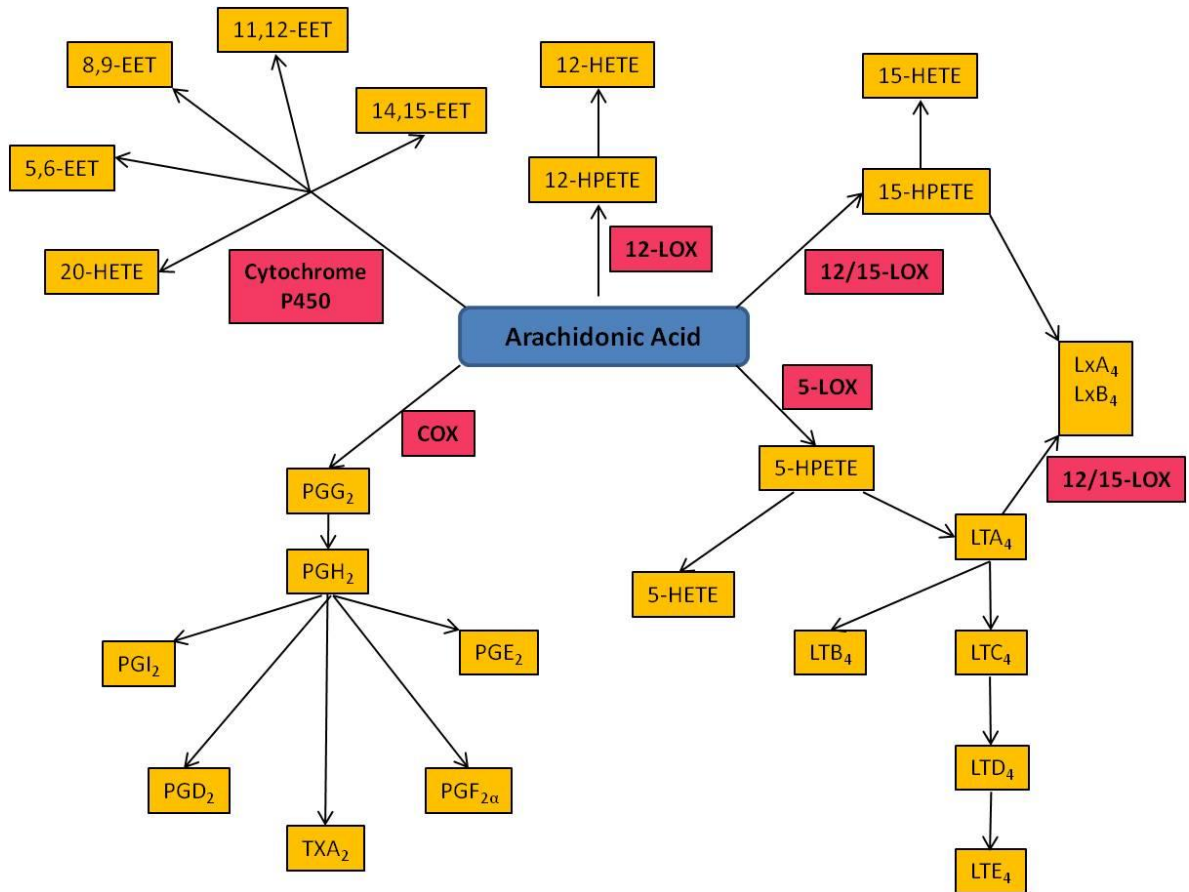 11,12-EET
8,9-EET
12-HETE
15-HETE
14,15-EET
5,6-EET
12-HPETE
15-HPETE
20-HETE
Cytochrome
P450
12-LOX
12/15-LOX
Arachidonic Acid
LxA₄
LxB₄
5-LOX
COX
5-HPETE
12/15-LOX
PGG₂
LTA₄
PGH₂
5-HETE
PGI₂
PGE₂
LTB₄
LTC₄
PGD₂
PGF₂α
LTD₄
TXA₂
LTE₄